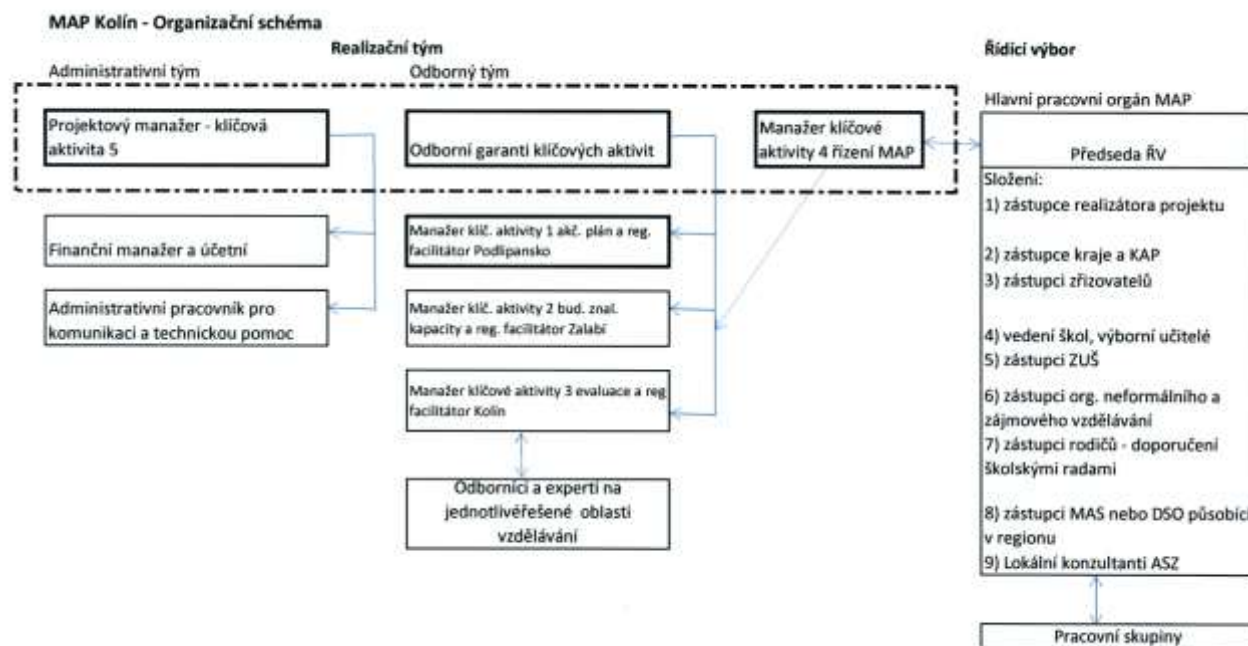 MAP Kolín - Organizační schéma
Realizační tým
Řídící výbor
Administrativní tým
Odborný tým
Hlavní pracovní orgán MAP
Projektový manažer - klíčová
aktivita 5
Odborní garanti klíčových aktivit
Manažer klíčové
aktivity 4 řízení MAP
Předseda ŘV
Finanční manažer a účetní
Administrativní pracovník pro
komunikaci a technickou pomoc
Manažer klíč. aktivity 1 akč. plán a reg.
facilitátor Podlipansko
Manažer klíč. aktivity 2 bud. znal.
kapacity a reg. facilitátor Zalabí
Manažer klíčové aktivity 3 evaluace a reg
facilitátor Kolín
Odborníci a experti na
jednotlivéřešené oblasti
vzdělávání
Složení:
1) zástupce realizátora projektu
2) zástupce kraje a KAP
3) zástupci zřizovatelů
4) vedení škol, výborní učitelé
5) zástupci ZUŠ
6) zástupci org. neformálního a
zájmového vzdělávání
7) zástupci rodičů - doporučení
školskými radami
8) zástupci MAS nebo DSO působící
v regionu
9) Lokální konzultanti ASZ
Pracovní skupiny